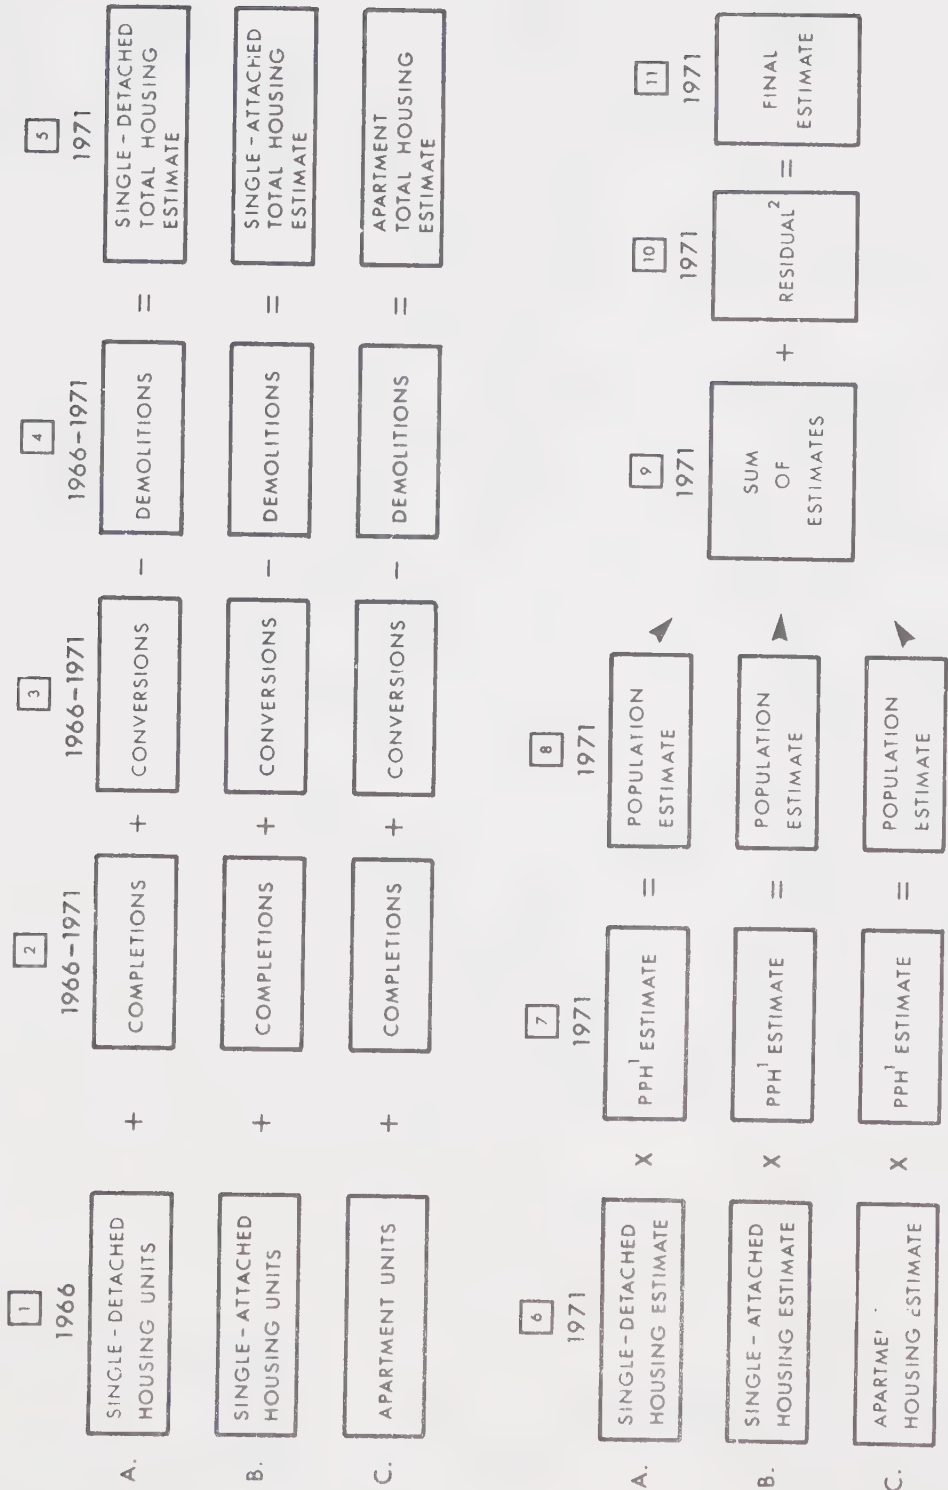 1 2 3 4 5
1966 1966-1971 1966-1971 1966-1971 1971
A. SINGLE-DETACHED HOUSING UNITS + COMPLETIONS + CONVERSIONS - DEMOLITIONS = SINGLE-DETACHED TOTAL HOUSING ESTIMATE
B. SINGLE-ATTACHED HOUSING UNITS + COMPLETIONS + CONVERSIONS - DEMOLITIONS = SINGLE-ATTACHED TOTAL HOUSING ESTIMATE
C. APARTMENT UNITS + COMPLETIONS + CONVERSIONS - DEMOLITIONS = APARTMENT TOTAL HOUSING ESTIMATE
6 7 8 9 10 11
1971 1971 1971 1971 1971 1971
A. SINGLE-DETACHED HOUSING ESTIMATE X PPH¹ ESTIMATE = POPULATION ESTIMATE
B. SINGLE-ATTACHED HOUSING ESTIMATE X PPH¹ ESTIMATE = POPULATION ESTIMATE
SUM OF ESTIMATES + RESIDUAL² = FINAL ESTIMATE
C. HOUSING ESTIMATE X PPH¹ ESTIMATE = POPULATION ESTIMATE